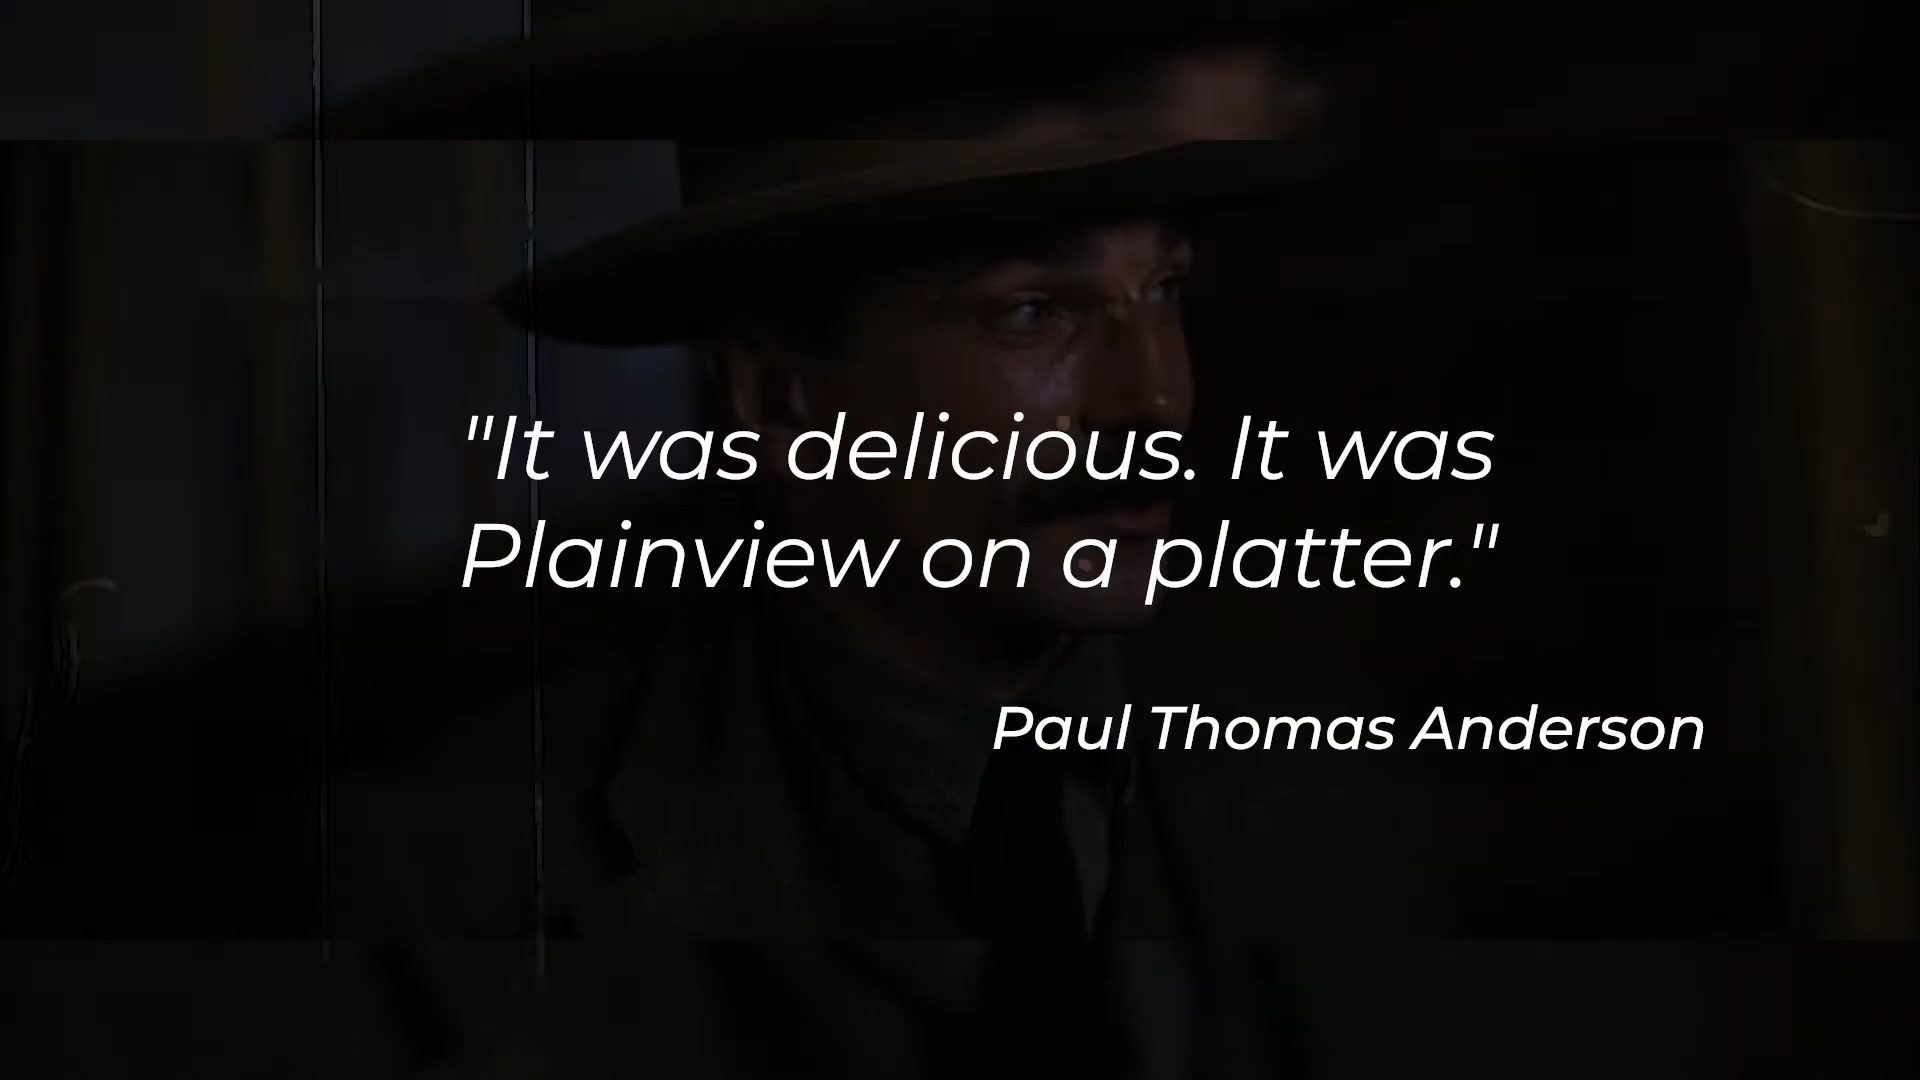 "It was delicious. It was
Plainview on a platter."
Paul Thomas Anderson